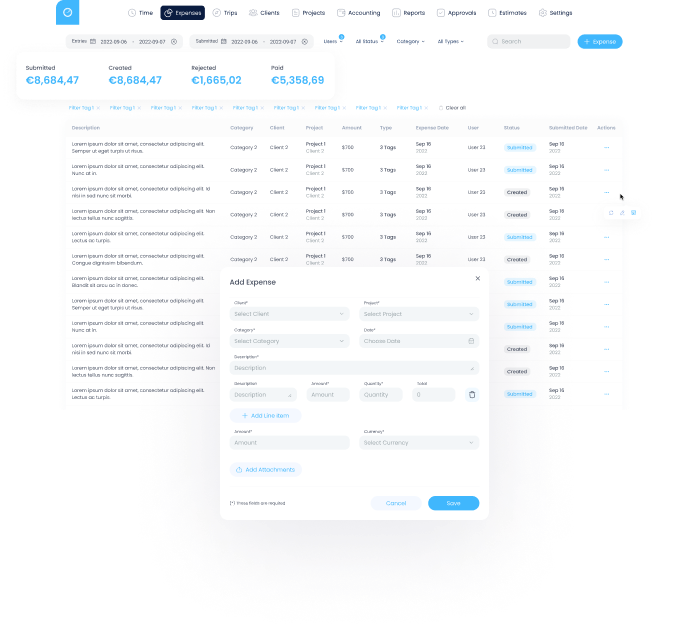 Time Expenses Trips Clients Projects Accounting Reports Approvals Estimates Settings
Entries 2022-09-06 - 2022-09-07 Submitted 2022-09-06 - 2022-09-07 Users All Status Category All Types Search + Expense
Submitted Created Rejected Paid
€8,684,47 €8,684,47 €1,665,02 €5,358,69
Filter Tag 1 × Filter Tag 1 × Filter Tag 1 × Filter Tag 1 × Filter Tag 1 × Filter Tag 1 × Filter Tag 1 × Filter Tag 1 × Filter Tag 1 × Clear all
Description Category Client Project Amount Type Expense Date User Status Submitted Date Actions
Lorem ipsum dolor sit amet, consectetur adipiscing elit. Project 1 Sep 16 Sep 16
Semper ut eget turpis ut risus. Category 2 Client 2 Client 2 $700 3 Tags 2022 User 23 Submitted 2022
Lorem ipsum dolor sit amet, consectetur adipiscing elit. Project 1 Sep 16 Sep 16
Nunc at in. Category 2 Client 2 Client 2 $700 3 Tags 2022 User 23 Submitted 2022
Lorem ipsum dolor sit amet, consectetur adipiscing elit. Id Project 1 Sep 16 Sep 16
nisi in sed nunc sit morbi. Category 2 Client 2 Client 2 $700 3 Tags 2022 User 23 Created 2022
Lorem ipsum dolor sit amet, consectetur adipiscing elit. Non Project 1 Sep 16 Sep 16
lectus tellus nunc sagittis. Category 2 Client 2 Client 2 $700 3 Tags 2022 User 23 Created 2022
Lorem ipsum dolor sit amet, consectetur adipiscing elit. Project 1 Sep 16 Sep 16
Lectus ac turpis. Category 2 Client 2 Client 2 $700 3 Tags 2022 User 23 Submitted 2022
Lorem ipsum dolor sit amet, consectetur adipiscing elit. Project 1 Sep 16 Sep 16
Congue dignissim bibendum. Category 2 Client 2 Client 2 $700 3 Tags 2022 User 23 Created 2022
Lorem ipsum dolor sit amet, consectetur adipiscing elit. Sep 16
Blandit sit arcu ac in donec. Submitted 2022
Lorem ipsum dolor sit amet, consectetur adipiscing elit. Sep 16
Semper ut eget turpis ut risus. Submitted 2022
Lorem ipsum dolor sit amet, consectetur adipiscing elit. Sep 16
Nunc at in. Submitted 2022
Lorem ipsum dolor sit amet, consectetur adipiscing elit. Id Sep 16
nisi in sed nunc sit morbi. Created 2022
Lorem ipsum dolor sit amet, consectetur adipiscing elit. Non Sep 16
lectus tellus nunc sagittis. Created 2022
Lorem ipsum dolor sit amet, consectetur adipiscing elit. Sep 16
Lectus ac turpis. Submitted 2022
Add Expense
Client* Project*
Select Client Select Project
Category* Date*
Select Category Choose Date
Description*
Description
Description Amount* Quantity* Total
Description Amount Quantity 0
+ Add Line Item
Amount* Currency*
Amount Select Currency
Add Attachments
(*) Those fields are required Cancel Save